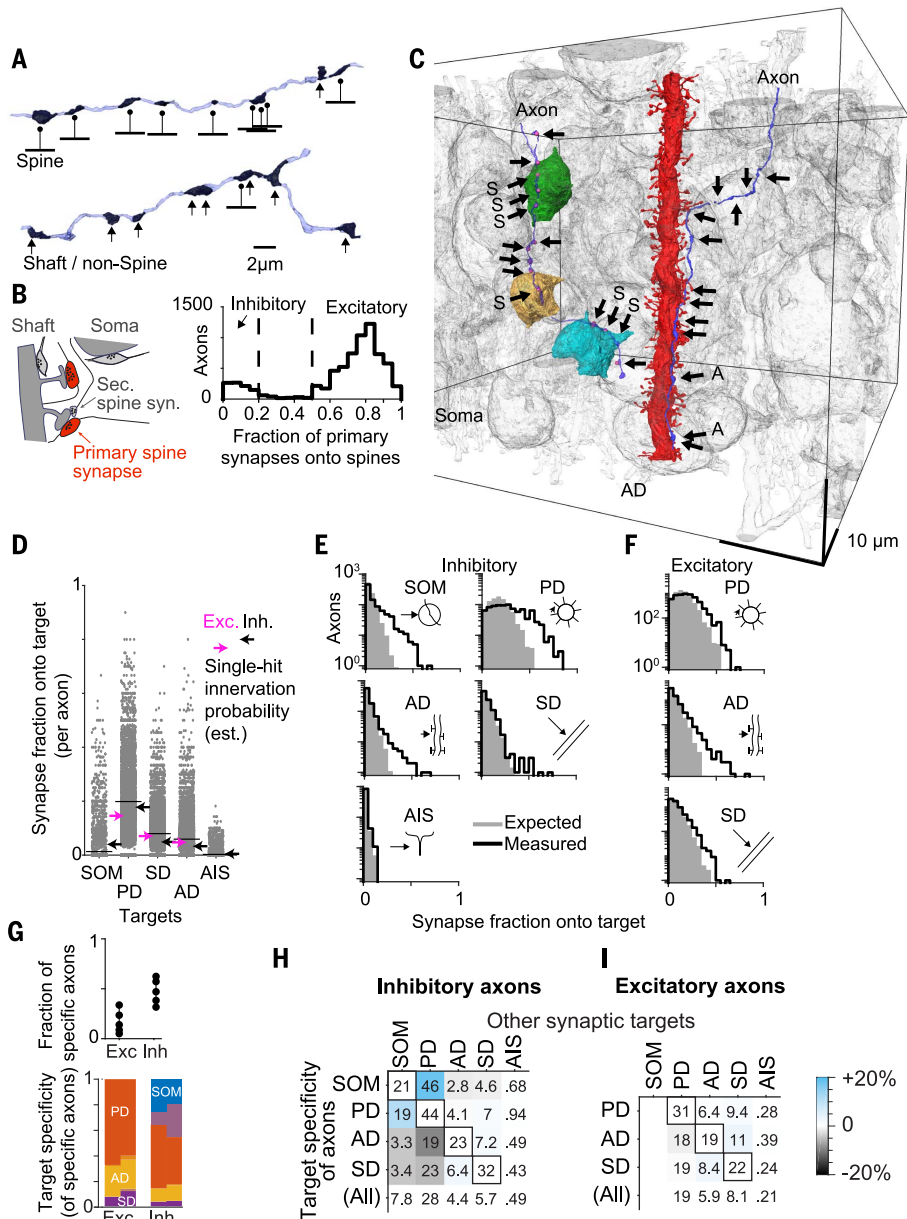 A
Spine
Shaft / non-Spine
2µm
B
Shaft
Soma
Sec.
spine syn.
Primary spine
synapse
Axons
1500
0
Inhibitory
Excitatory
0 0.2 0.4 0.6 0.8 1
Fraction of primary
synapses onto spines
C
Axon
Axon
S
S
S
S
S
S
S
S
A
A
Soma
AD
10 µm
D
Synapse fraction onto target
(per axon)
1
0
Exc. Inh.
Single-hit
innervation
probability
(est.)
SOM
PD
SD
AD
AIS
Targets
E
Inhibitory
Axons
10³
10⁰
SOM
PD
AD
SD
AIS
Expected
Measured
0 1
0 1
F
Excitatory
10²
10⁰
PD
AD
SD
0 1
Synapse fraction onto target
G
Fraction of
specific axons
1
0
Exc Inh
Target specificity
(of specific axons)
1
0
PD
AD
SD
SOM
Exc Inh
H
Inhibitory axons
I
Excitatory axons
Other synaptic targets
SOM PD AD SD AIS
SOM PD AD SD AIS
Target specificity
of axons
SOM 21 46 2.8 4.6 .68
PD 19 44 4.1 7 .94
AD 3.3 19 23 7.2 .49
SD 3.4 23 6.4 32 .43
(All) 7.8 28 4.4 5.7 .49
PD 31 6.4 9.4 .28
AD 18 19 11 .39
SD 19 8.4 22 .24
(All) 19 5.9 8.1 .21
+20%
0
-20%